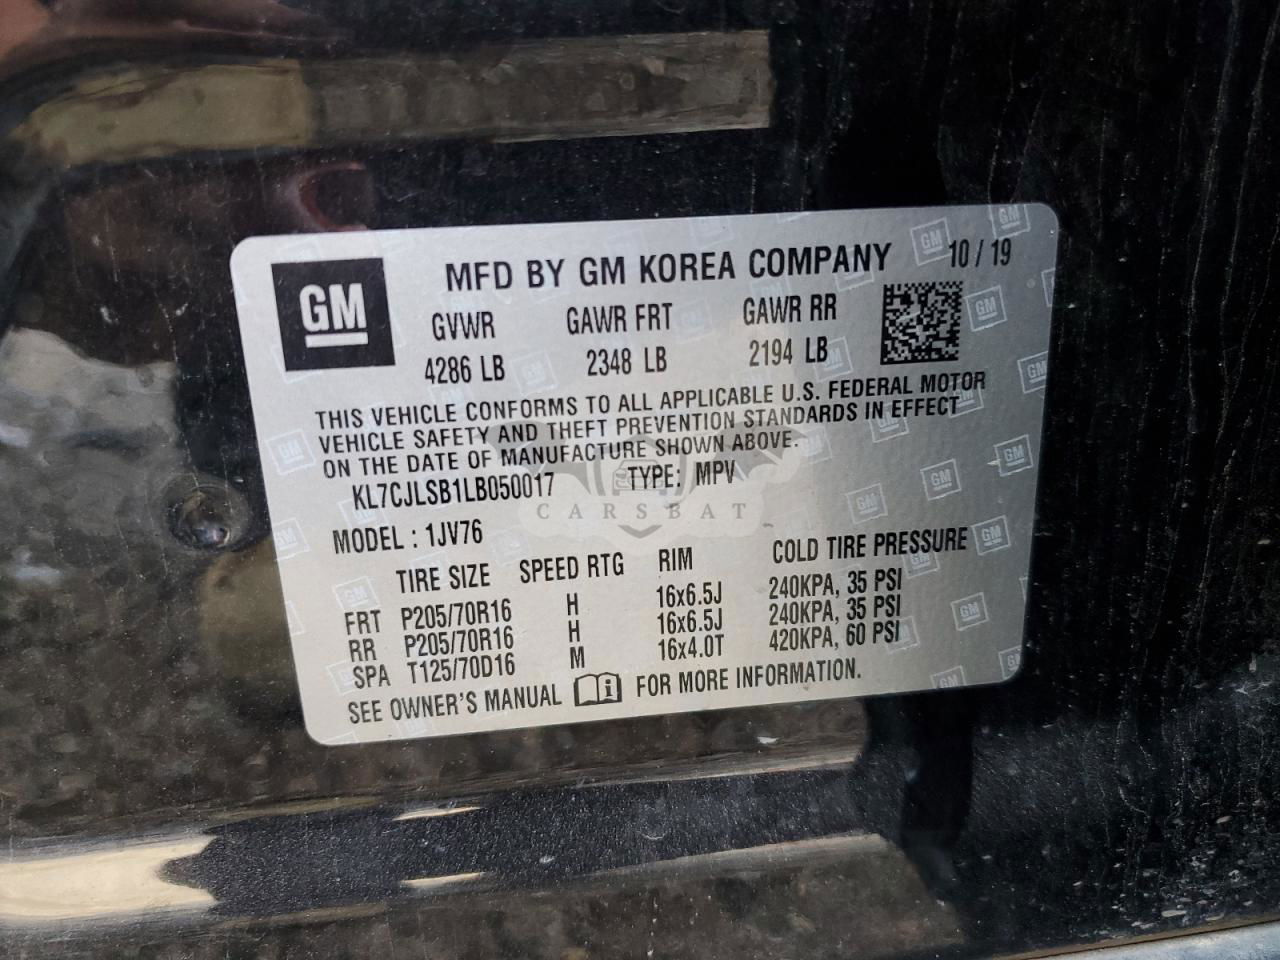 GM
MFD BY GM KOREA COMPANY 10 / 19
GVWR GAWR FRT GAWR RR
4286 LB 2348 LB 2194 LB
THIS VEHICLE CONFORMS TO ALL APPLICABLE U.S. FEDERAL MOTOR
VEHICLE SAFETY AND THEFT PREVENTION STANDARDS IN EFFECT
ON THE DATE OF MANUFACTURE SHOWN ABOVE.
KL7CJLSB1LB050017 TYPE: MPV
CARSBAT
MODEL : 1JV76
TIRE SIZE SPEED RTG RIM COLD TIRE PRESSURE
FRT P205/70R16 H 16x6.5J 240KPA, 35 PSI
RR P205/70R16 H 16x6.5J 240KPA, 35 PSI
SPA T125/70D16 M 16x4.0T 420KPA, 60 PSI
SEE OWNER'S MANUAL i FOR MORE INFORMATION.